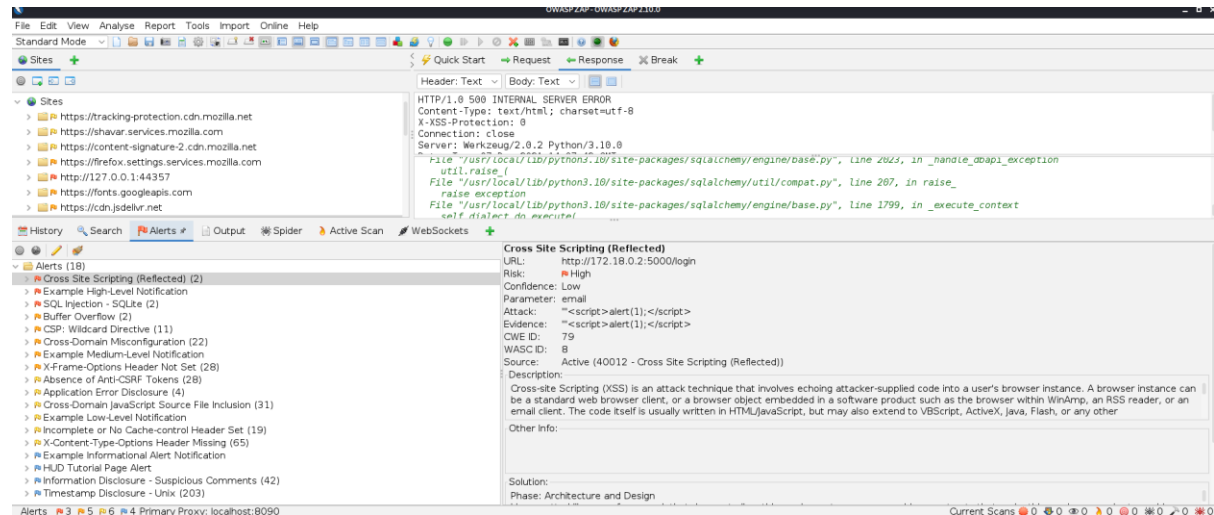 OWASP ZAP - OWASP ZAP 2.10.0
File Edit View Analyse Report Tools Import Online Help
Standard Mode
Sites
Quick Start Request Response Break
Header: Text Body: Text
Sites
https://tracking-protection.cdn.mozilla.net
https://shavar.services.mozilla.com
https://content-signature-2.cdn.mozilla.net
https://firefox.settings.services.mozilla.com
http://127.0.0.1:44357
https://fonts.googleapis.com
https://cdn.jsdelivr.net
HTTP/1.0 500 INTERNAL SERVER ERROR
Content-Type: text/html; charset=utf-8
X-XSS-Protection: 0
Connection: close
Server: Werkzeug/2.0.2 Python/3.10.0
File "/usr/local/lib/python3.10/site-packages/sqlalchemy/engine/base.py", line 2023, in _handle_dbapi_exception
util.raise_(
File "/usr/local/lib/python3.10/site-packages/sqlalchemy/util/compat.py", line 207, in raise_
raise exception
File "/usr/local/lib/python3.10/site-packages/sqlalchemy/engine/base.py", line 1799, in _execute_context
self.dialect.do_execute(
History Search Alerts Output Spider Active Scan WebSockets
Alerts (18)
Cross Site Scripting (Reflected) (2)
Example High-Level Notification
SQL Injection - SQLite (2)
Buffer Overflow (2)
CSP: Wildcard Directive (11)
Cross-Domain Misconfiguration (22)
Example Medium-Level Notification
X-Frame-Options Header Not Set (28)
Absence of Anti-CSRF Tokens (28)
Application Error Disclosure (4)
Cross-Domain JavaScript Source File Inclusion (31)
Example Low-Level Notification
Incomplete or No Cache-control Header Set (19)
X-Content-Type-Options Header Missing (65)
Example Informational Alert Notification
HUD Tutorial Page Alert
Information Disclosure - Suspicious Comments (42)
Timestamp Disclosure - Unix (203)
Cross Site Scripting (Reflected)
URL: http://172.18.0.2:5000/login
Risk: High
Confidence: Low
Parameter: email
Attack: '"<script>alert(1);</script>
Evidence: '"<script>alert(1);</script>
CWE ID: 79
WASC ID: 8
Source: Active (40012 - Cross Site Scripting (Reflected))
Description:
Cross-site Scripting (XSS) is an attack technique that involves echoing attacker-supplied code into a user's browser instance. A browser instance can
be a standard web browser client, or a browser object embedded in a software product such as the browser within WinAmp, an RSS reader, or an
email client. The code itself is usually written in HTML/JavaScript, but may also extend to VBScript, ActiveX, Java, Flash, or any other
Other Info:
Solution:
Phase: Architecture and Design
Alerts 3 5 6 4 Primary Proxy: localhost:8090
Current Scans 0 0 0 0 0 0 0 0